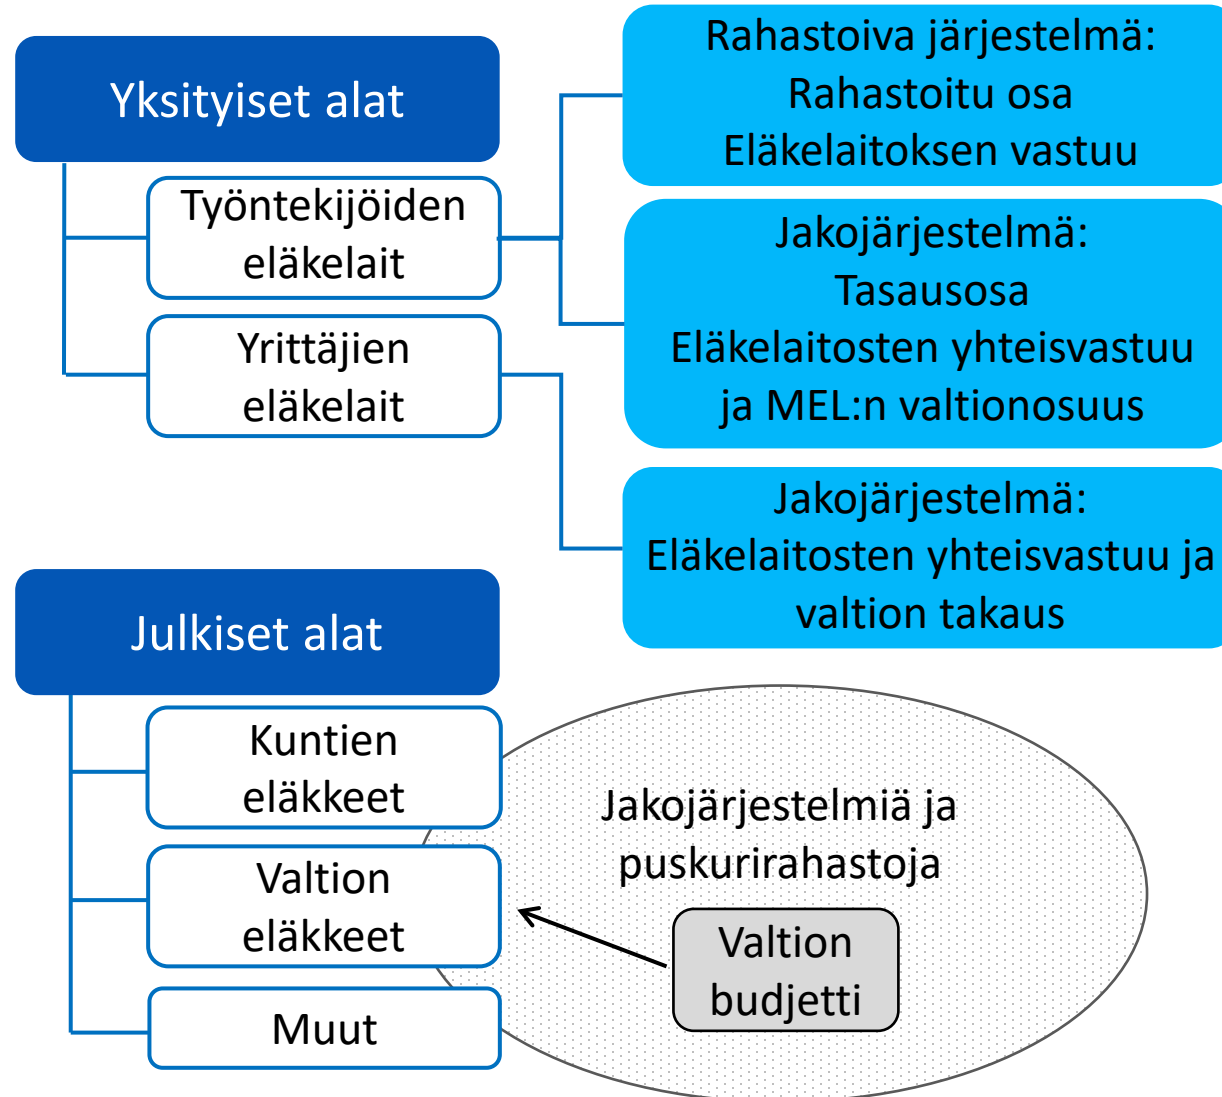 Yksityiset alat
Työntekijöiden
eläkelait
Yrittäjien
eläkelait
Rahastoiva järjestelmä:
Rahastoitu osa
Eläkelaitoksen vastuu
Jakojärjestelmä:
Tasausosa
Eläkelaitosten yhteisvastuu
ja MEL:n valtionosuus
Jakojärjestelmä:
Eläkelaitosten yhteisvastuu ja
valtion takaus
Julkiset alat
Kuntien
eläkkeet
Valtion
eläkkeet
Muut
Jakojärjestelmiä ja
puskurirahastoja
Valtion
budjetti